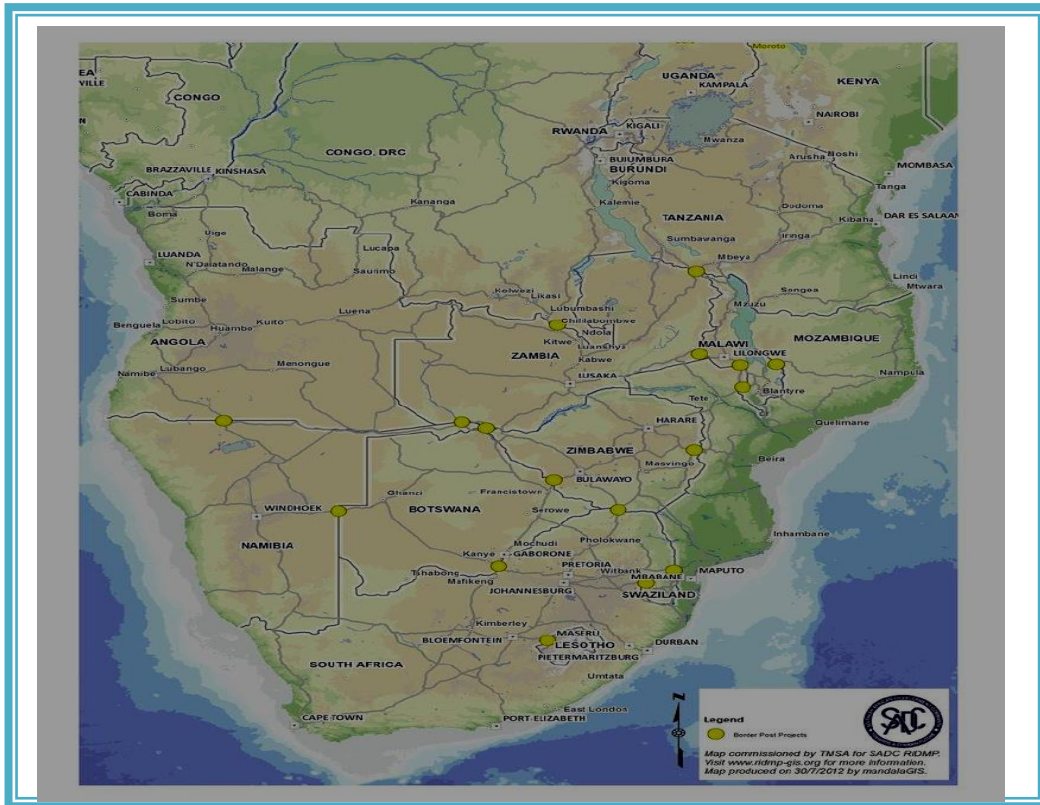 Moroto
UGANDA
KAMPALA
KENYA
EA
VILLE
CONGO
NAIROBI
RWANDA
KIGALI
Mwanza
CONGO, DRC
BUJUMBURA
BURUNDI
Arusha
Moshi
MOMBASA
BRAZZAVILLE
KINSHASA
Kigoma
Tanga
CABINDA
Kananga
Kalemie
Dodoma
Boma
TANZANIA
Kibaha
DAR ES SALAAM
Uige
Sumbawanga
Iringa
LUANDA
Lucapa
Mbeya
N'Dalatando
Malange
Saurimo
Lindi
Kolwezi
Likasi
Songea
Mtwara
Sumbe
Luena
Lubumbashi
Mzuzu
Benguela
Lobito
Huambo
Kuito
Chililabombwe
Ndola
ANGOLA
Kitwe
Luanshya
MALAWI
MOZAMBIQUE
ZAMBIA
Kabwe
LILONGWE
Namibe
Lubango
Menongue
LUSAKA
Nampula
Tete
Blantyre
HARARE
Quelimane
ZIMBABWE
Masvingo
Beira
BULAWAYO
Ghanzi
Francistown
WINDHOEK
BOTSWANA
Serowe
NAMIBIA
Mochudi
Pholokwane
Inhambane
Kanye
GABORONE
Tshabong
PRETORIA
Witbank
MAPUTO
Mafikeng
MBABANE
JOHANNESBURG
SWAZILAND
Kimberley
BLOEMFONTEIN
MASERU
LESOTHO
DURBAN
SOUTH AFRICA
PIETERMARITZBURG
Umtata
East London
CAPE TOWN
PORT-ELIZABETH
Z
SADC
Legend
Border Post Projects
Map commissioned by TMSA for SADC RIDMP.
Visit www.ridmp-gis.org for more information.
Map produced on 30/7/2012 by mandalaGIS.